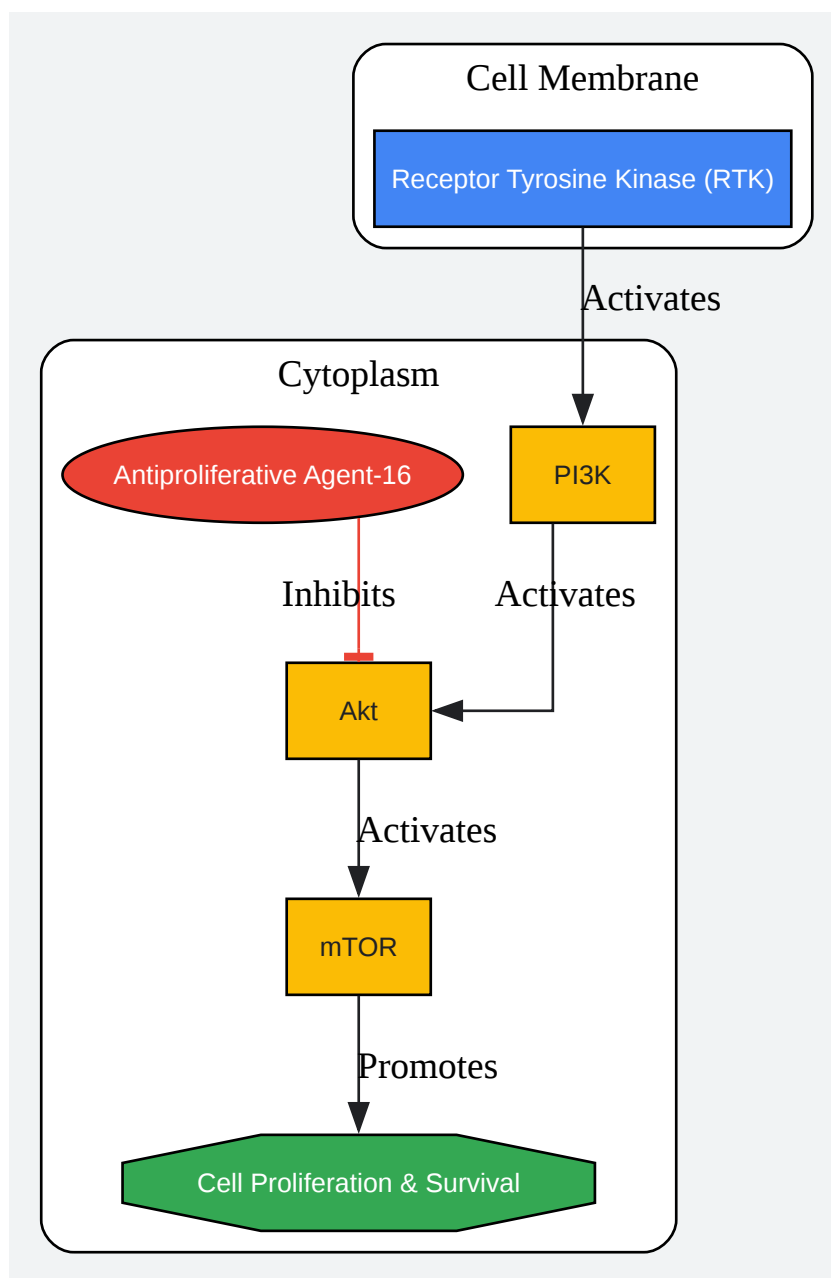 Cell Membrane
Receptor Tyrosine Kinase (RTK)
Activates
Cytoplasm
Antiproliferative Agent-16
PI3K
Inhibits
Activates
Akt
Activates
mTOR
Promotes
Cell Proliferation & Survival